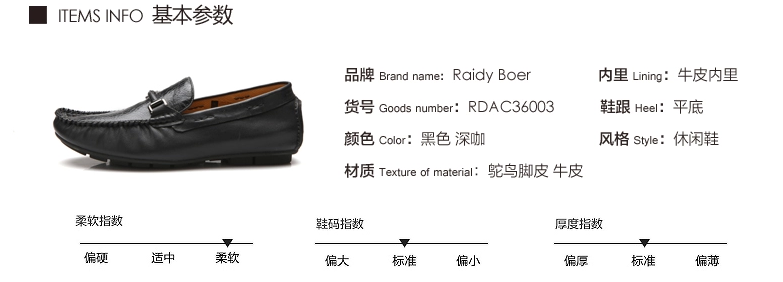 ITEMS INFO 基本参数
品牌 Brand name: Raidy Boer 内里 Lining: 牛皮内里
货号 Goods number: RDAC36003 鞋跟 Heel: 平底
颜色 Color: 黑色 深咖 风格 Style: 休闲鞋
材质 Texture of material: 鸵鸟脚皮 牛皮
柔软指数 鞋码指数 厚度指数
偏硬 适中 柔软 偏大 标准 偏小 偏厚 标准 偏薄